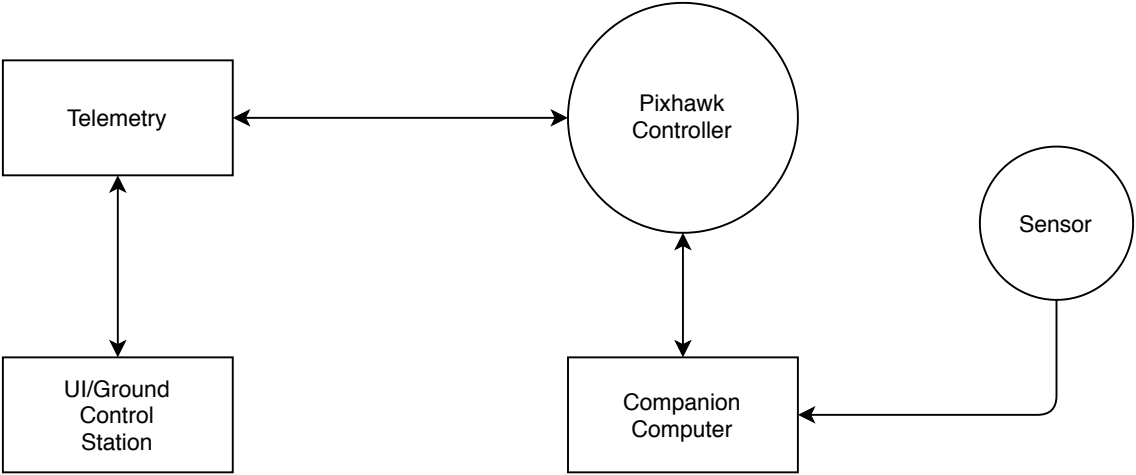 Telemetry
Pixhawk
Controller
Sensor
UI/Ground
Control
Station
Companion
Computer